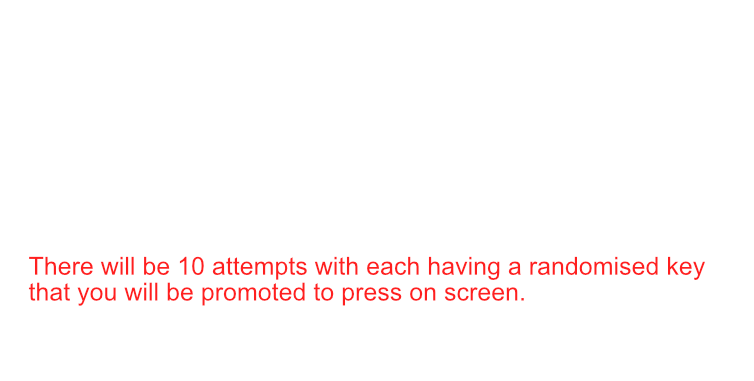 There will be 10 attempts with each having a randomised key
that you will be promoted to press on screen.